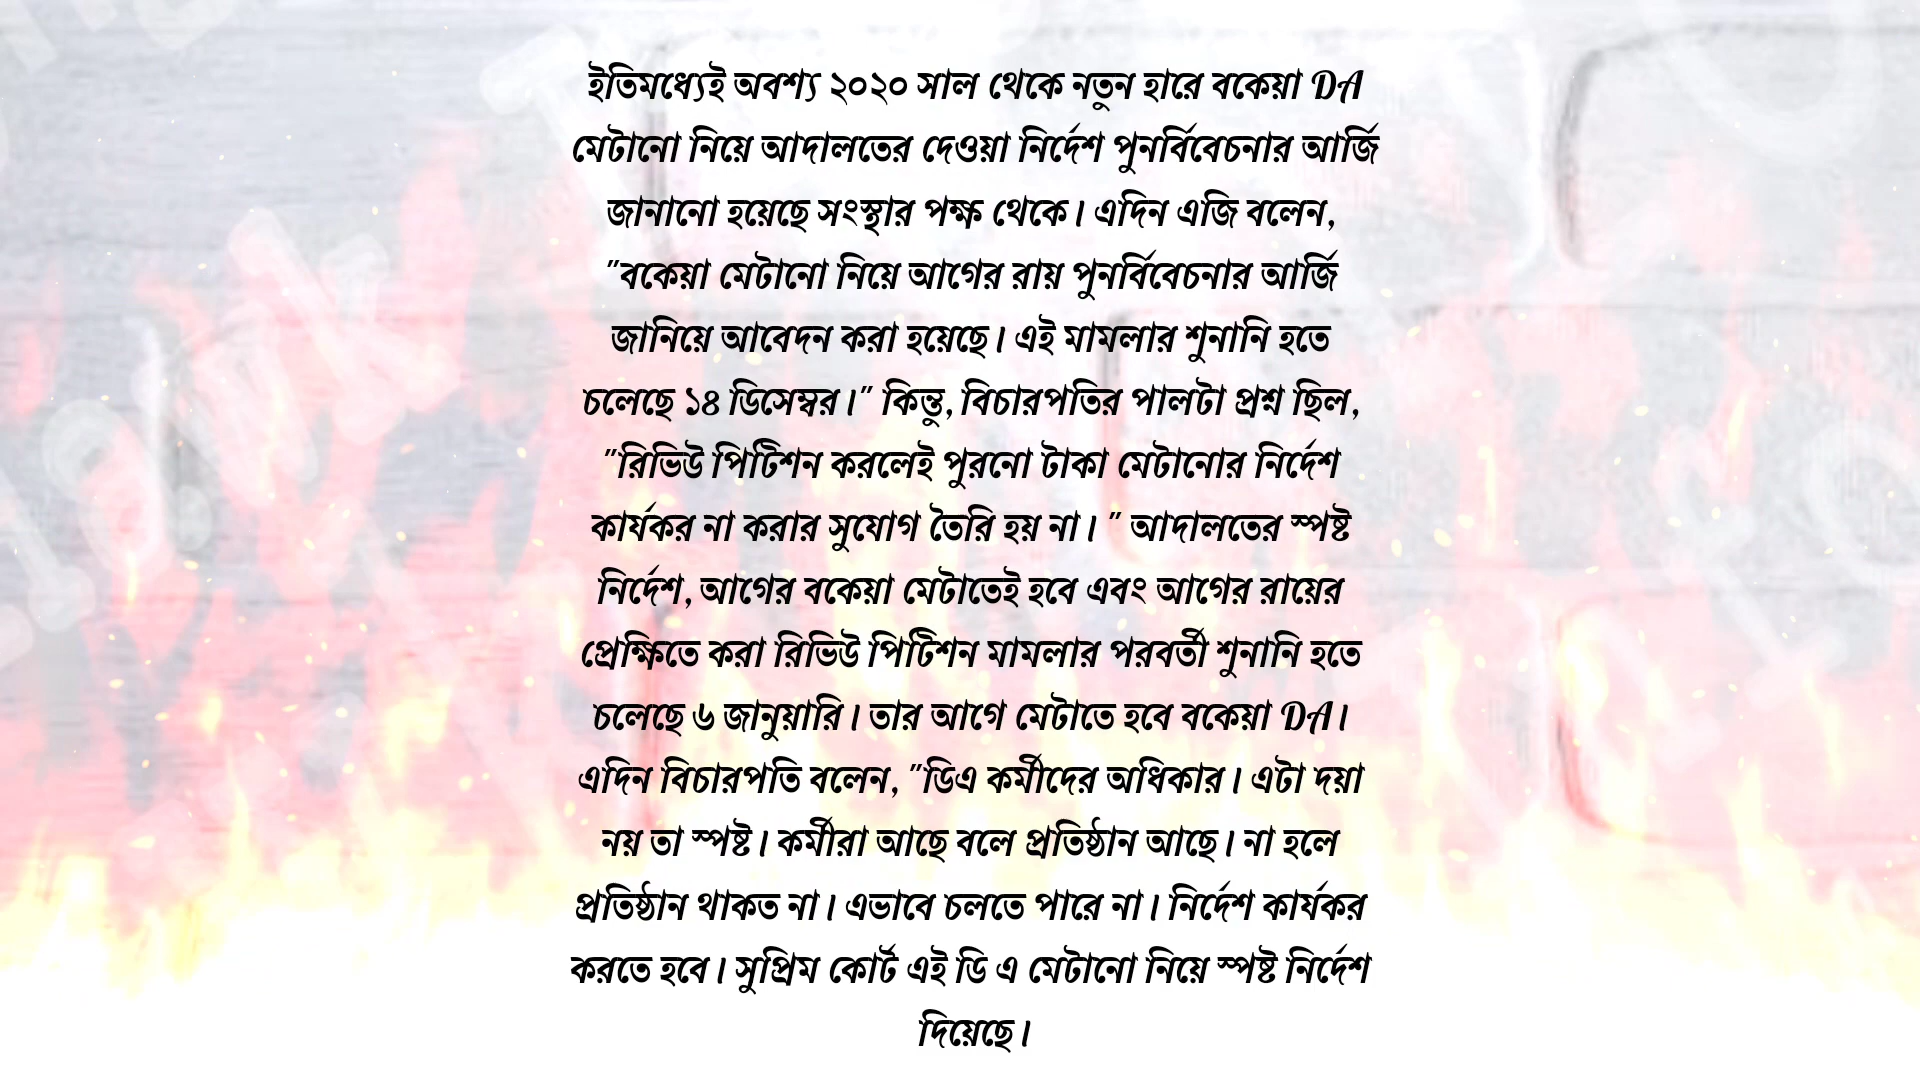 ইতিমধ্যেই অবশ্য ২০২০ সাল থেকে নতুন হারে বকেয়া DA
মেটানো নিয়ে আদালতের দেওয়া নির্দেশ পুনর্বিবেচনার আর্জি
জানানো হয়েছে সংস্থার পক্ষ থেকে। এদিন এজি বলেন,
"বকেয়া মেটানো নিয়ে আগের রায় পুনর্বিবেচনার আর্জি
জানিয়ে আবেদন করা হয়েছে। এই মামলার শুনানি হতে
চলেছে ১৪ ডিসেম্বর।" কিন্তু, বিচারপতির পালটা প্রশ্ন ছিল,
"রিভিউ পিটিশন করলেই পুরনো টাকা মেটানোর নির্দেশ
কার্যকর না করার সুযোগ তৈরি হয় না। " আদালতের স্পষ্ট
নির্দেশ, আগের বকেয়া মেটাতেই হবে এবং আগের রায়ের
প্রেক্ষিতে করা রিভিউ পিটিশন মামলার পরবর্তী শুনানি হতে
চলেছে ৬ জানুয়ারি। তার আগে মেটাতে হবে বকেয়া DA।
এদিন বিচারপতি বলেন, "ডিএ কর্মীদের অধিকার। এটা দয়া
নয় তা স্পষ্ট। কর্মীরা আছে বলে প্রতিষ্ঠান আছে। না হলে
প্রতিষ্ঠান থাকত না। এভাবে চলতে পারে না। নির্দেশ কার্যকর
করতে হবে। সুপ্রিম কোর্ট এই ডি এ মেটানো নিয়ে স্পষ্ট নির্দেশ
দিয়েছে।